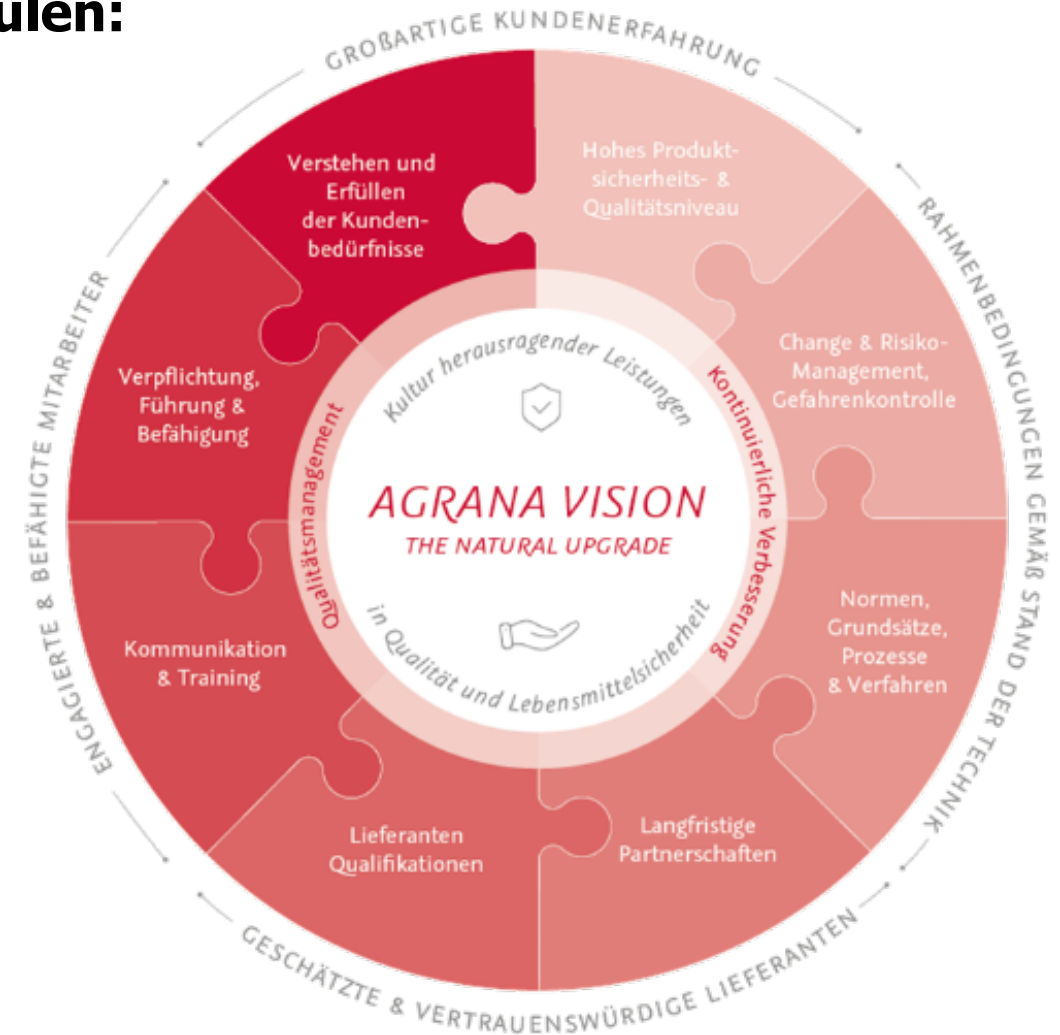 ulen:
GROßARTIGE KUNDENERFAHRUNG
Verstehen und
Erfüllen
der Kunden-
bedürfnisse
Hohes Produkt-
sicherheits- &
Qualitätsniveau
RAHMENBEDINGUNGEN GEMÄß STAND DER TECHNIK
Change & Risiko-
Management,
Gefahrenkontrolle
Normen,
Grundsätze,
Prozesse
& Verfahren
GESCHÄTZTE & VERTRAUENSWÜRDIGE LIEFERANTEN
Langfristige
Partnerschaften
Lieferanten
Qualifikationen
ENGAGIERTE & BEFÄHIGTE MITARBEITER
Kommunikation
& Training
Verpflichtung,
Führung &
Befähigung
Qualitätsmanagement
Kontinuierliche Verbesserung
Kultur herausragender Leistungen
AGRANA VISION
THE NATURAL UPGRADE
in Qualität und Lebensmittelsicherheit